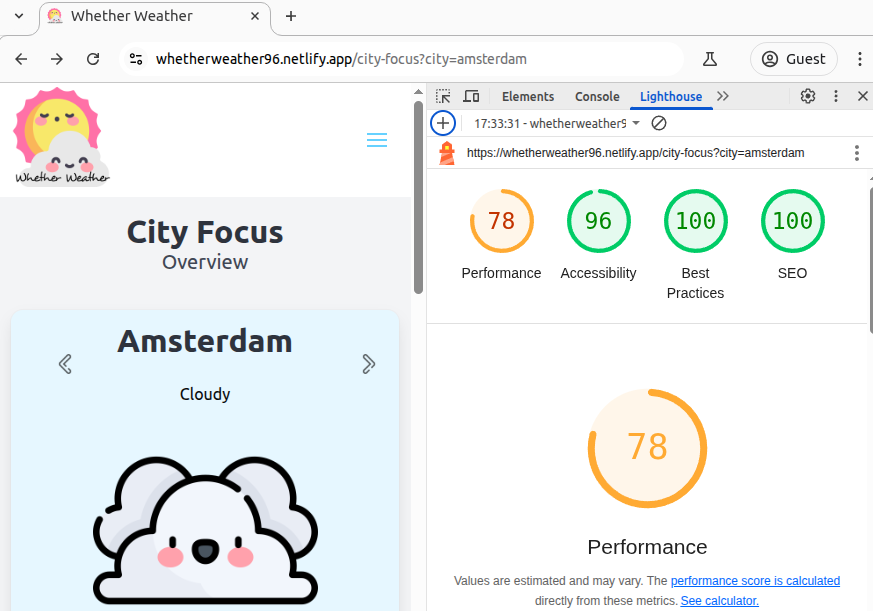 Whether Weather
whetherweather96.netlify.app/city-focus?city=amsterdam
Guest
Whether Weather
City Focus
Overview
Amsterdam
Cloudy
Elements Console Lighthouse
17:33:31 - whetherweather9
https://whetherweather96.netlify.app/city-focus?city=amsterdam
78 96 100 100
Performance Accessibility Best Practices SEO
78
Performance
Values are estimated and may vary. The performance score is calculated
directly from these metrics. See calculator.